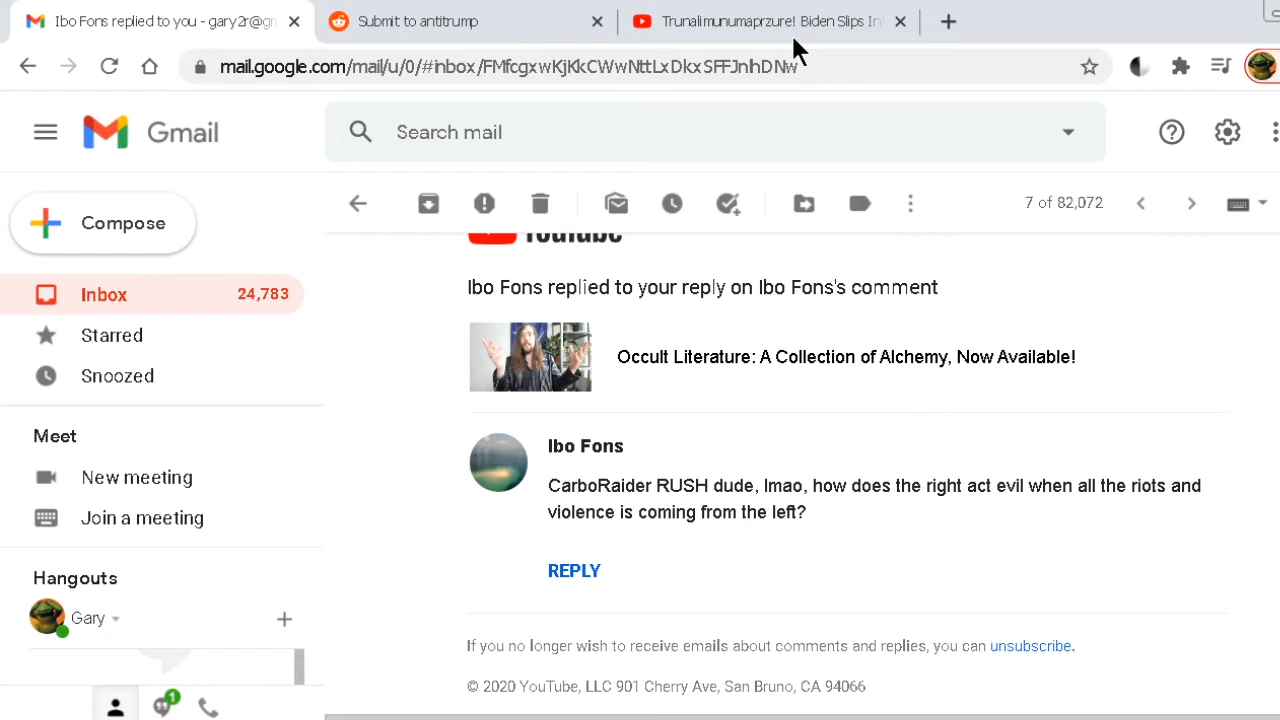 Ibo Fons replied to you - gary2r@gm
Submit to antitrump
Trunalimunumaprzure! Biden Slips Int
mail.google.com/mail/u/0/#inbox/FMfcgxwKjKkCWwNttLxDkxSFFJnlhDNw
Gmail
Search mail
Compose
7 of 82,072
YouTube
Inbox 24,783
Starred
Snoozed
Ibo Fons replied to your reply on Ibo Fons's comment
Occult Literature: A Collection of Alchemy, Now Available!
Meet
New meeting
Join a meeting
Ibo Fons
CarboRaider RUSH dude, lmao, how does the right act evil when all the riots and
violence is coming from the left?
REPLY
Hangouts
Gary
1
If you no longer wish to receive emails about comments and replies, you can unsubscribe.
© 2020 YouTube, LLC 901 Cherry Ave, San Bruno, CA 94066